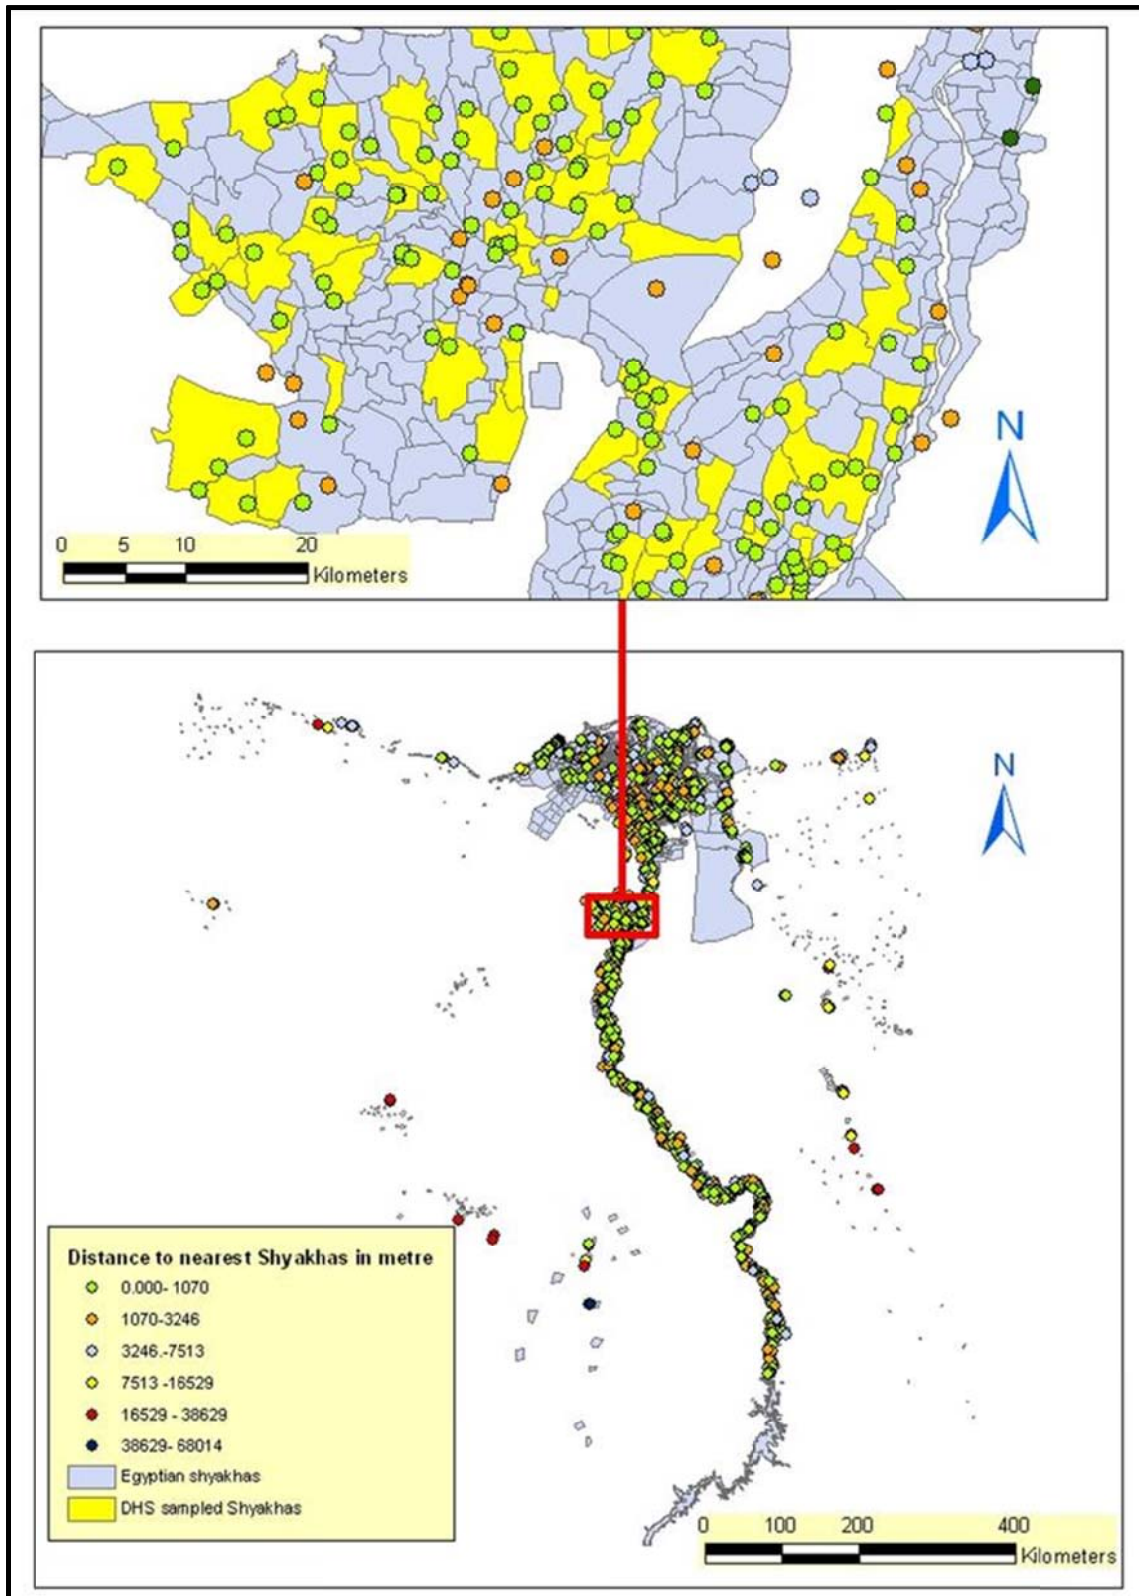 N
0 5 10 20
Kilometers
N
Distance to nearest Shyakhas in metre
0.000- 1070
1070-3246
3246.-7513
7513 -16529
16529 - 38629
38629- 68014
Egyptian shyakhas
DHS sampled Shyakhas
0 100 200 400
Kilometers